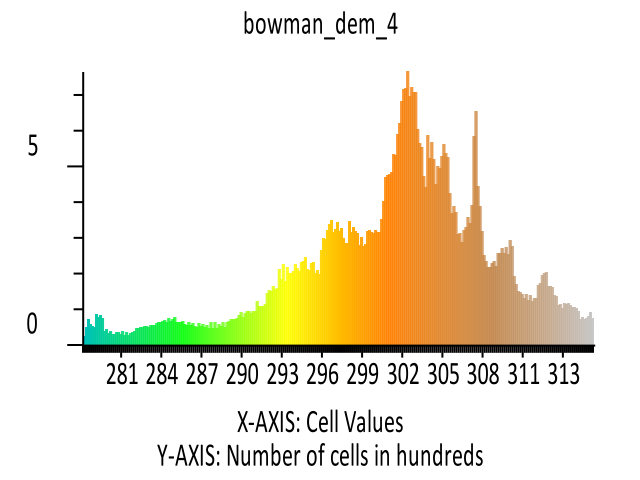 bowman_dem_4
5
0
281 284 287 290 293 296 299 302 305 308 311 313
X-AXIS: Cell Values
Y-AXIS: Number of cells in hundreds